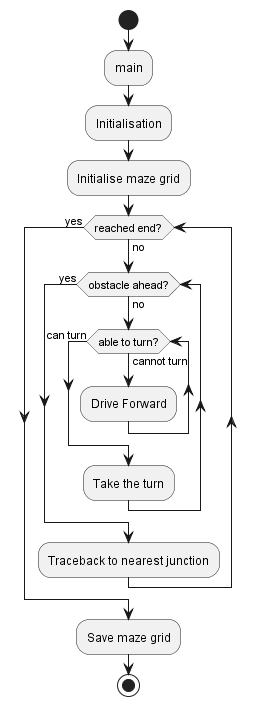 main
Initialisation
Initialise maze grid
yes
reached end?
no
yes
obstacle ahead?
no
can turn
able to turn?
cannot turn
Drive Forward
Take the turn
Traceback to nearest junction
Save maze grid